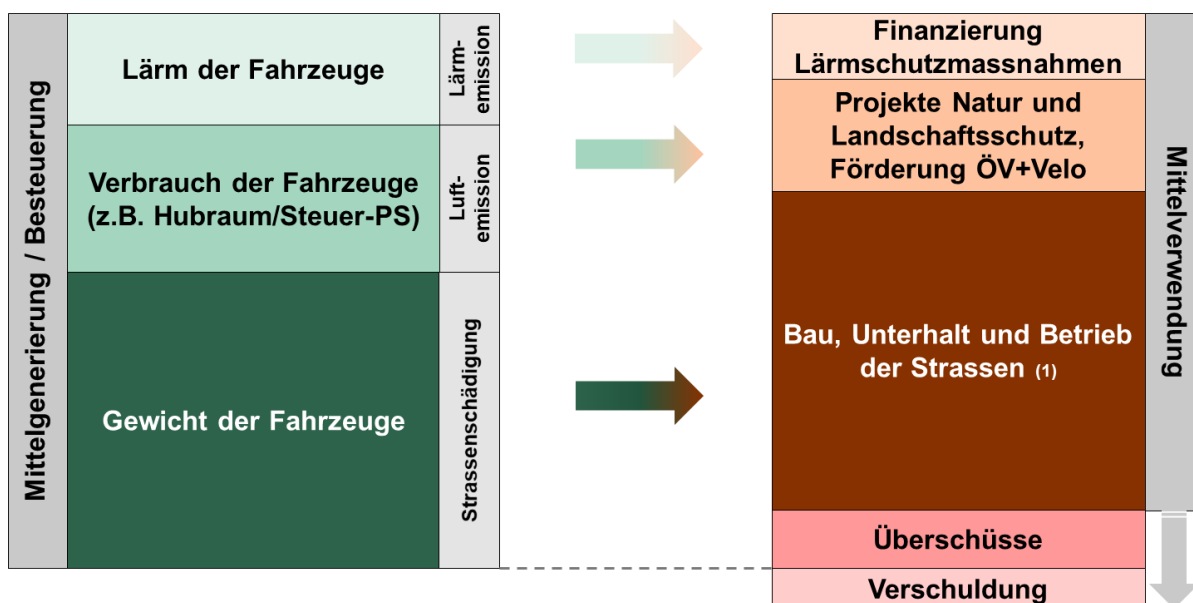 Mittelgenerierung / Besteuerung
Lärm der Fahrzeuge
Lärm-
emission
Verbrauch der Fahrzeuge
(z.B. Hubraum/Steuer-PS)
Luft-
emission
Gewicht der Fahrzeuge
Strassenschädigung
Finanzierung
Lärmschutzmassnahmen
Projekte Natur und
Landschaftsschutz,
Förderung ÖV+Velo
Bau, Unterhalt und Betrieb
der Strassen (1)
Überschüsse
Verschuldung
Mittelverwendung